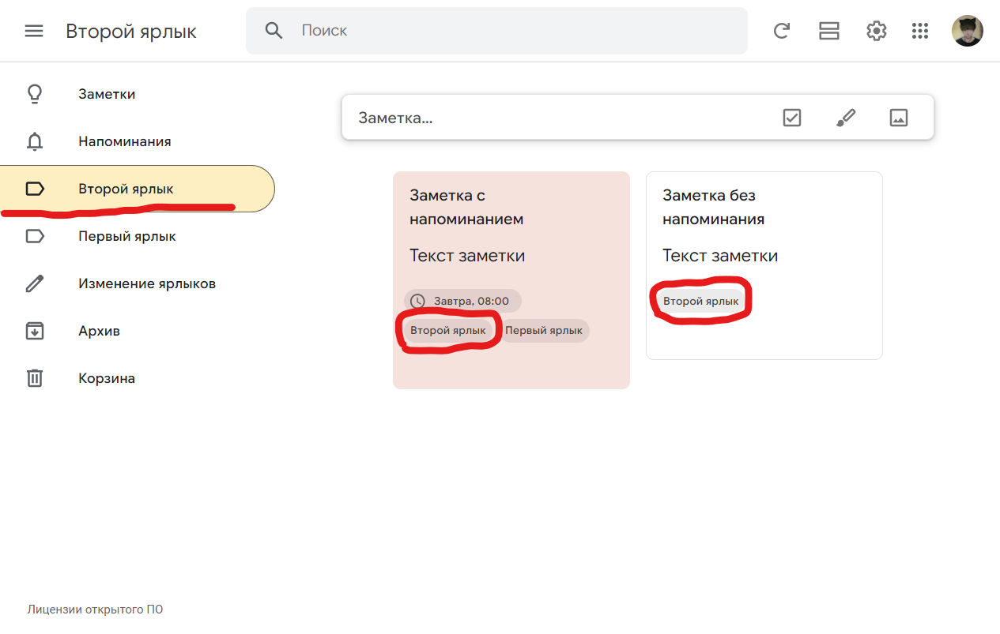 Второй ярлык
Поиск
Заметки
Напоминания
Второй ярлык
Первый ярлык
Изменение ярлыков
Архив
Корзина
Заметка...
Заметка с
напоминанием
Текст заметки
Завтра, 08:00
Второй ярлык Первый ярлык
Заметка без
напоминания
Текст заметки
Второй ярлык
Лицензии открытого ПО